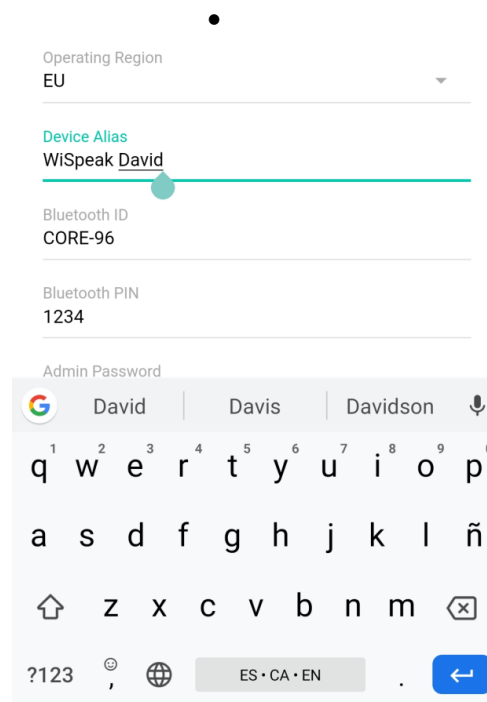 Operating Region
EU
Device Alias
WiSpeak David
Bluetooth ID
CORE-96
Bluetooth PIN
1234
Admin Password
David Davis Davidson
1 2 3 4 5 6 7 8 9
q w e r t y u i o p
a s d f g h j k l ñ
z x c v b n m
?123 , ES • CA • EN .